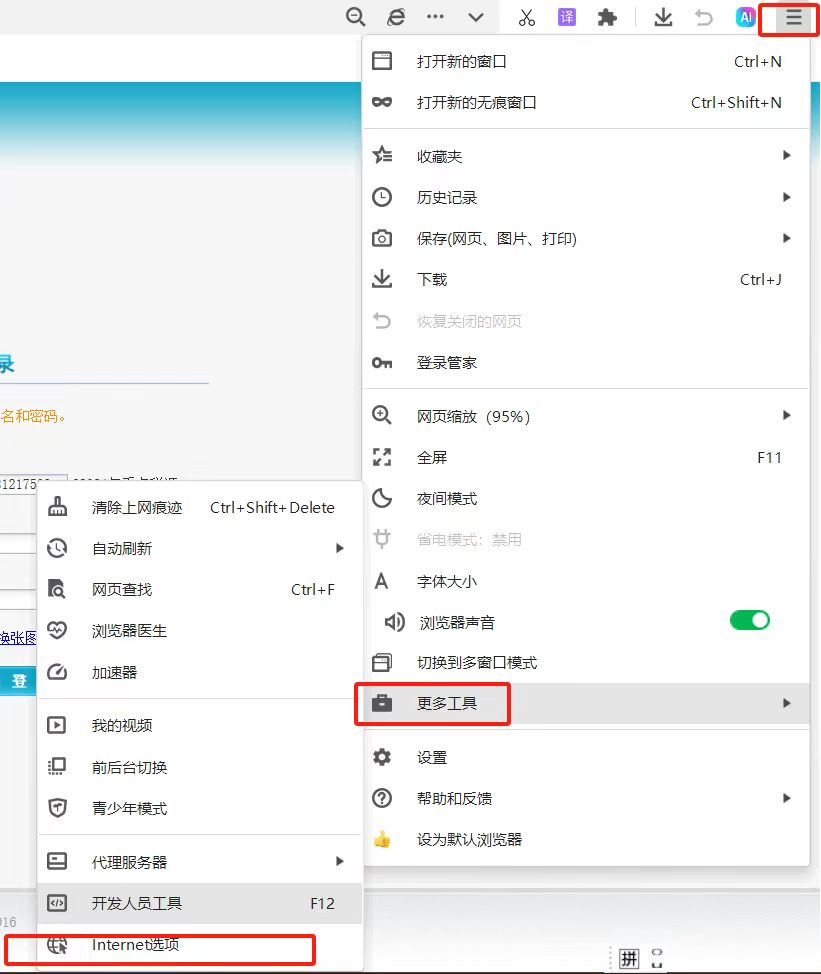 译
AI
打开新的窗口 Ctrl+N
打开新的无痕窗口 Ctrl+Shift+N
收藏夹
历史记录
保存(网页、图片、打印)
下载 Ctrl+J
恢复关闭的网页
登录管家
网页缩放（95%）
全屏 F11
夜间模式
省电模式：禁用
字体大小
浏览器声音
切换到多窗口模式
更多工具
设置
帮助和反馈
设为默认浏览器
录
名和密码。
清除上网痕迹 Ctrl+Shift+Delete
自动刷新
网页查找 Ctrl+F
浏览器医生
换张图
加速器
登
我的视频
前后台切换
青少年模式
代理服务器
开发人员工具 F12
916
Internet选项
拼